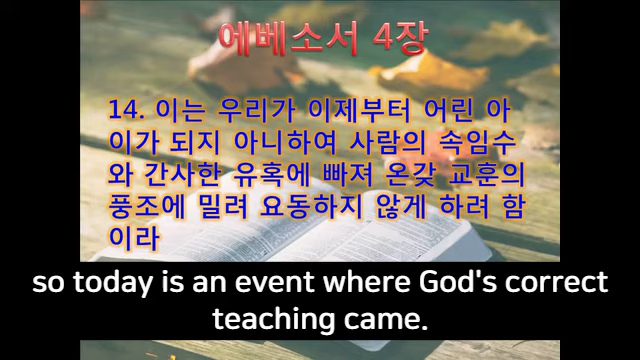 에베소서 4장
14. 이는 우리가 이제부터 어린 아
이가 되지 아니하여 사람의 속임수
와 간사한 유혹에 빠져 온갖 교훈의
풍조에 밀려 요동하지 않게 하려 함
이라
so today is an event where God's correct
teaching came.